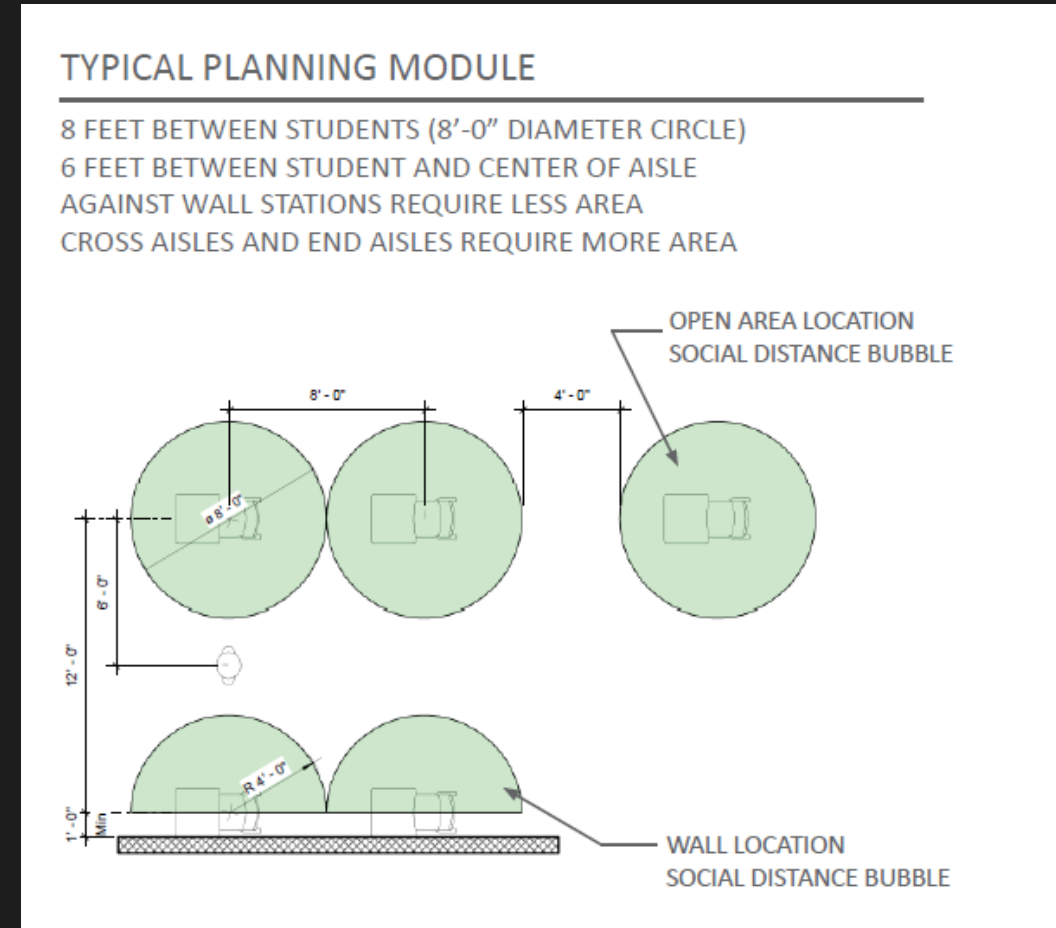 TYPICAL PLANNING MODULE
8 FEET BETWEEN STUDENTS (8’-0” DIAMETER CIRCLE)
6 FEET BETWEEN STUDENT AND CENTER OF AISLE
AGAINST WALL STATIONS REQUIRE LESS AREA
CROSS AISLES AND END AISLES REQUIRE MORE AREA
OPEN AREA LOCATION
SOCIAL DISTANCE BUBBLE
8' - 0"
4' - 0"
ø 8' - 0"
6' - 0"
12' - 0"
R 4' - 0"
1' - 0"
Min
WALL LOCATION
SOCIAL DISTANCE BUBBLE